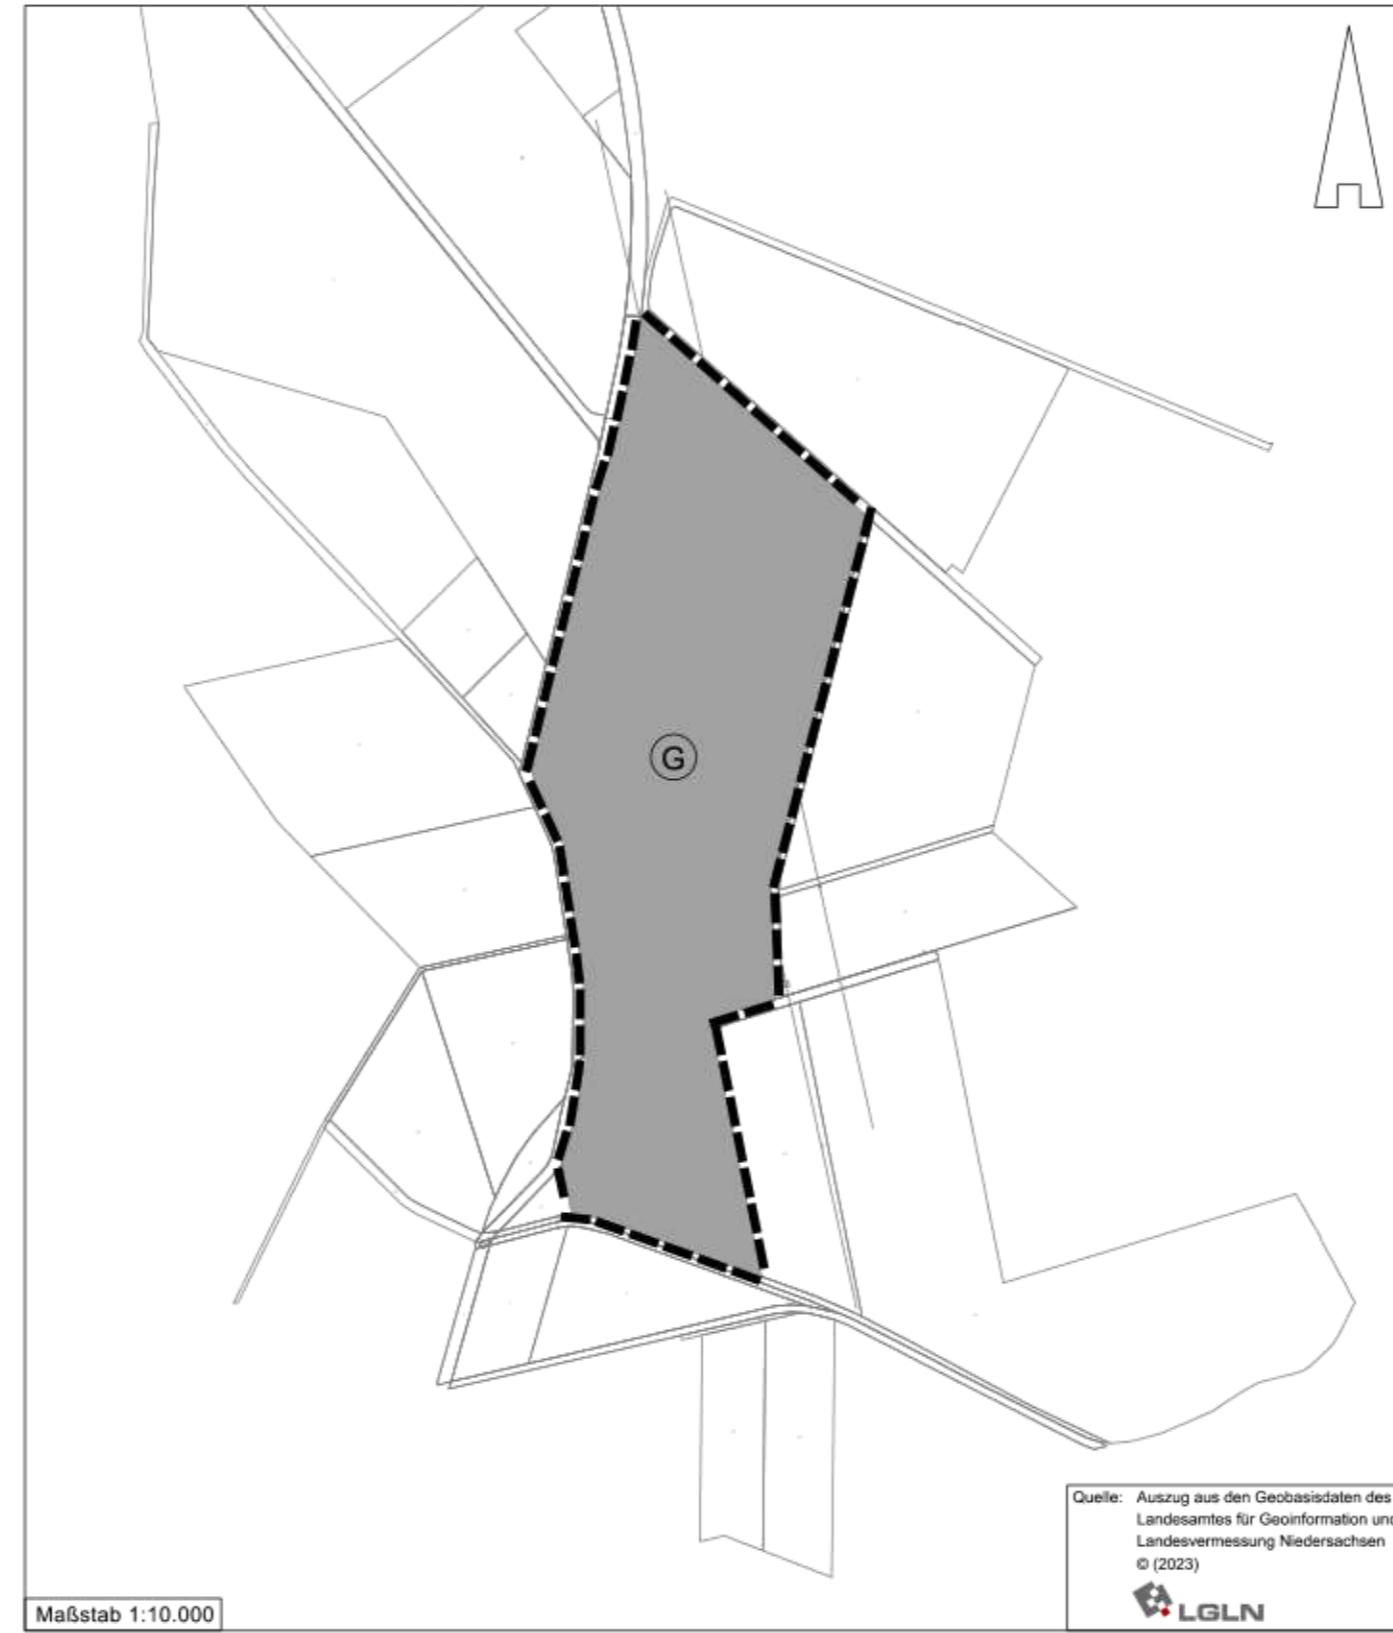 G
Quelle: Auszug aus den Geobasisdaten des
Landesamtes für Geoinformation und
Landesvermessung Niedersachsen
© (2023)
LGLN
Maßstab 1:10.000